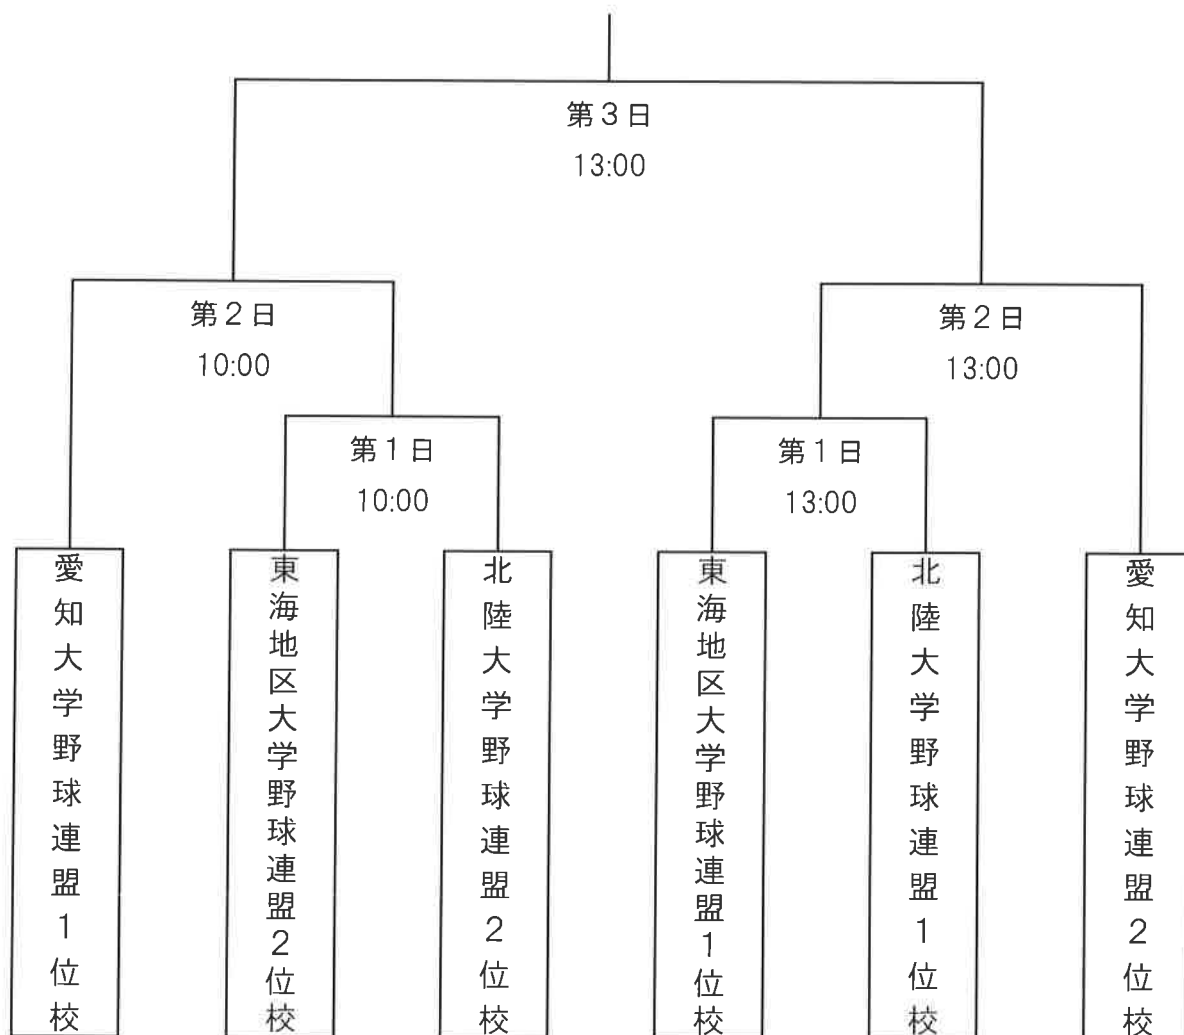 第３日
13:00
第２日
10:00
第２日
13:00
第１日
10:00
第１日
13:00
愛知大学野球連盟１位校
東海地区大学野球連盟２位校
北陸大学野球連盟２位校
東海地区大学野球連盟１位校
北陸大学野球連盟１位校
愛知大学野球連盟２位校